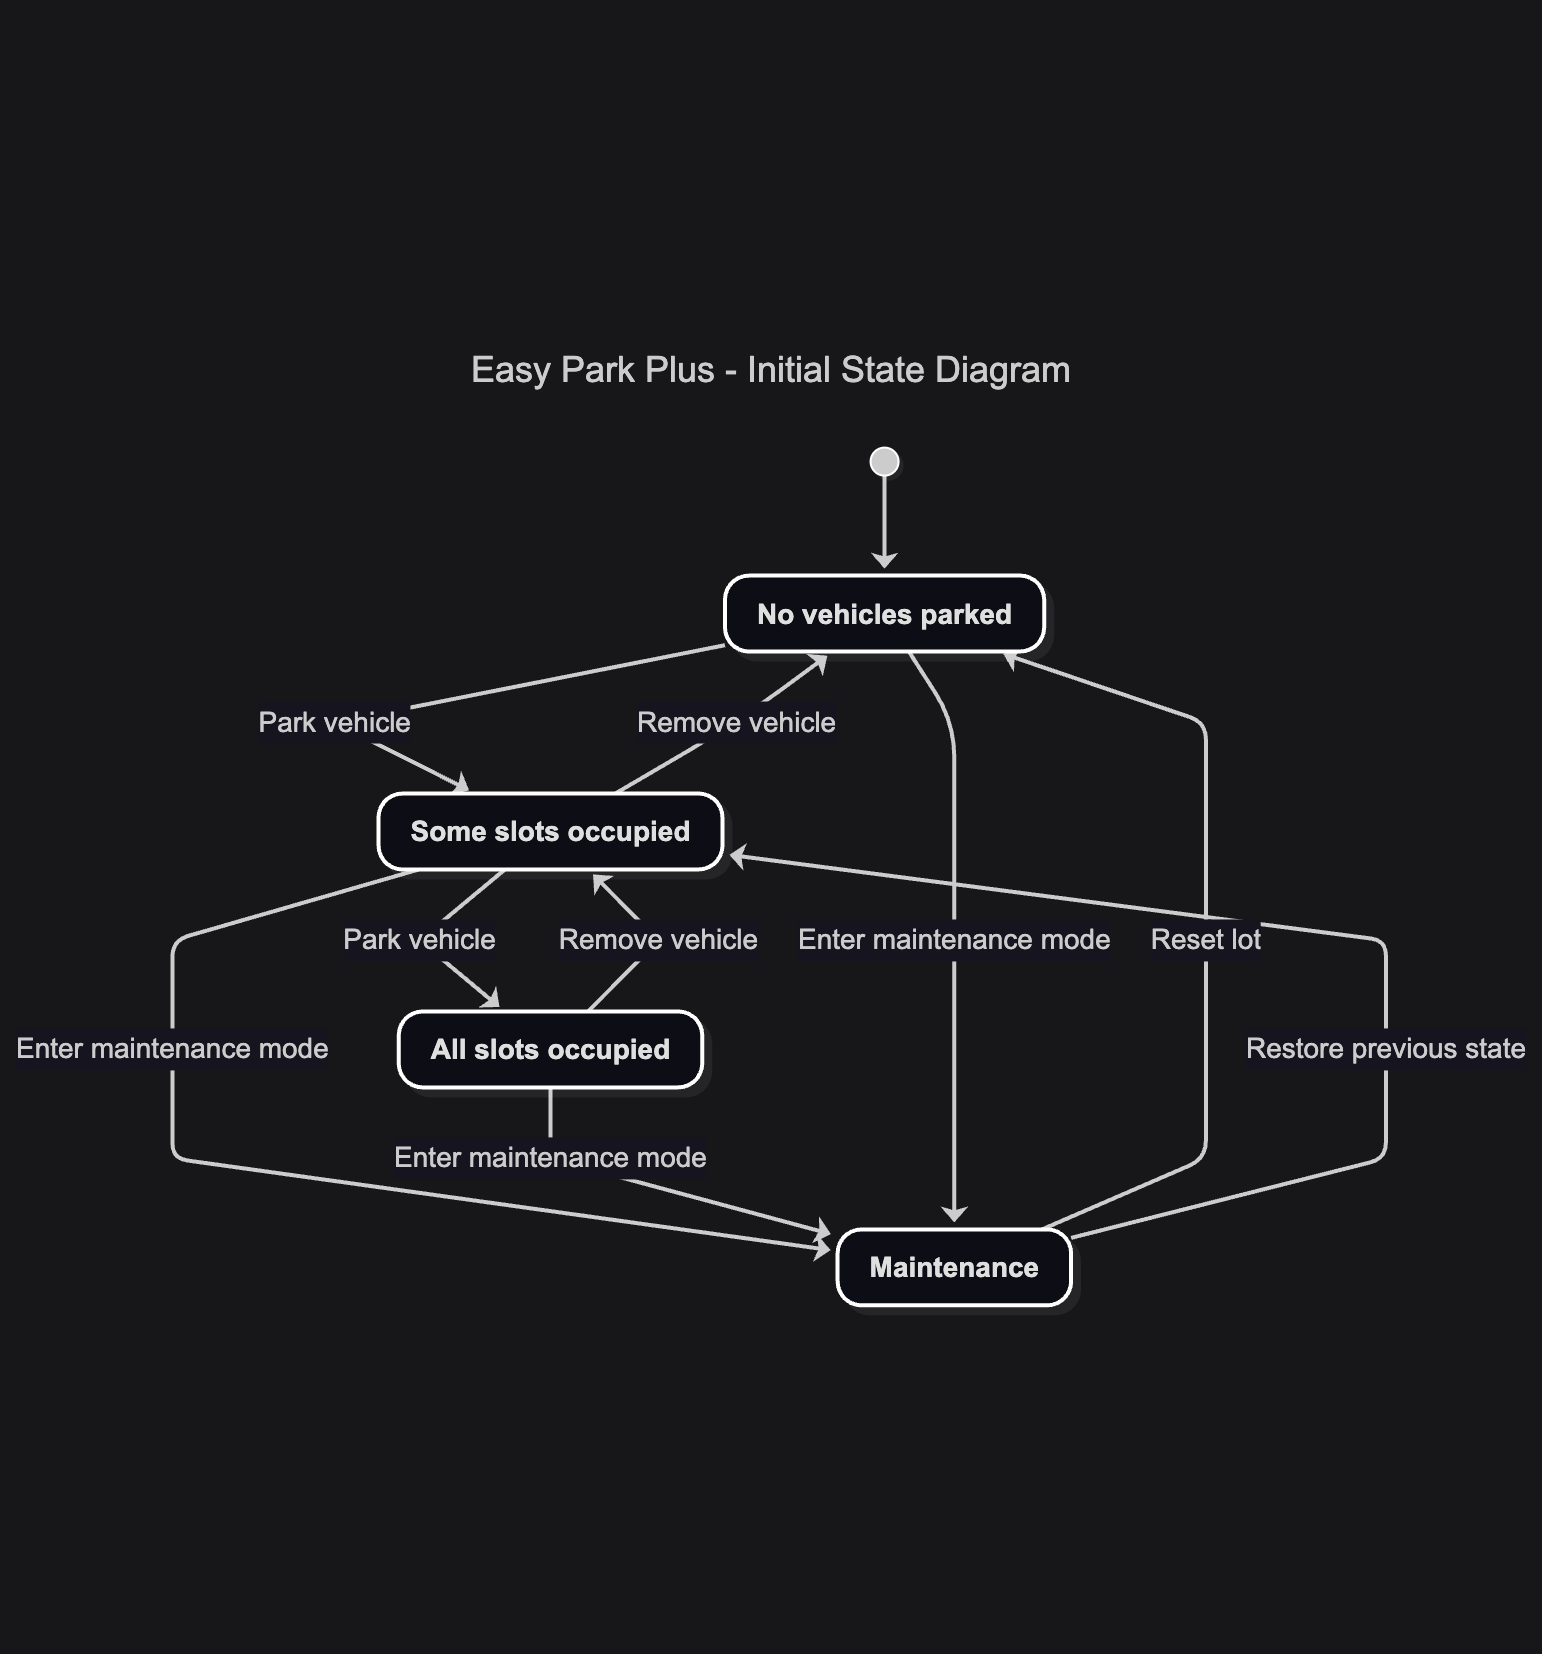 Easy Park Plus - Initial State Diagram
No vehicles parked
Park vehicle
Remove vehicle
Some slots occupied
Park vehicle
Remove vehicle
Enter maintenance mode
Reset lot
Enter maintenance mode
All slots occupied
Restore previous state
Enter maintenance mode
Maintenance